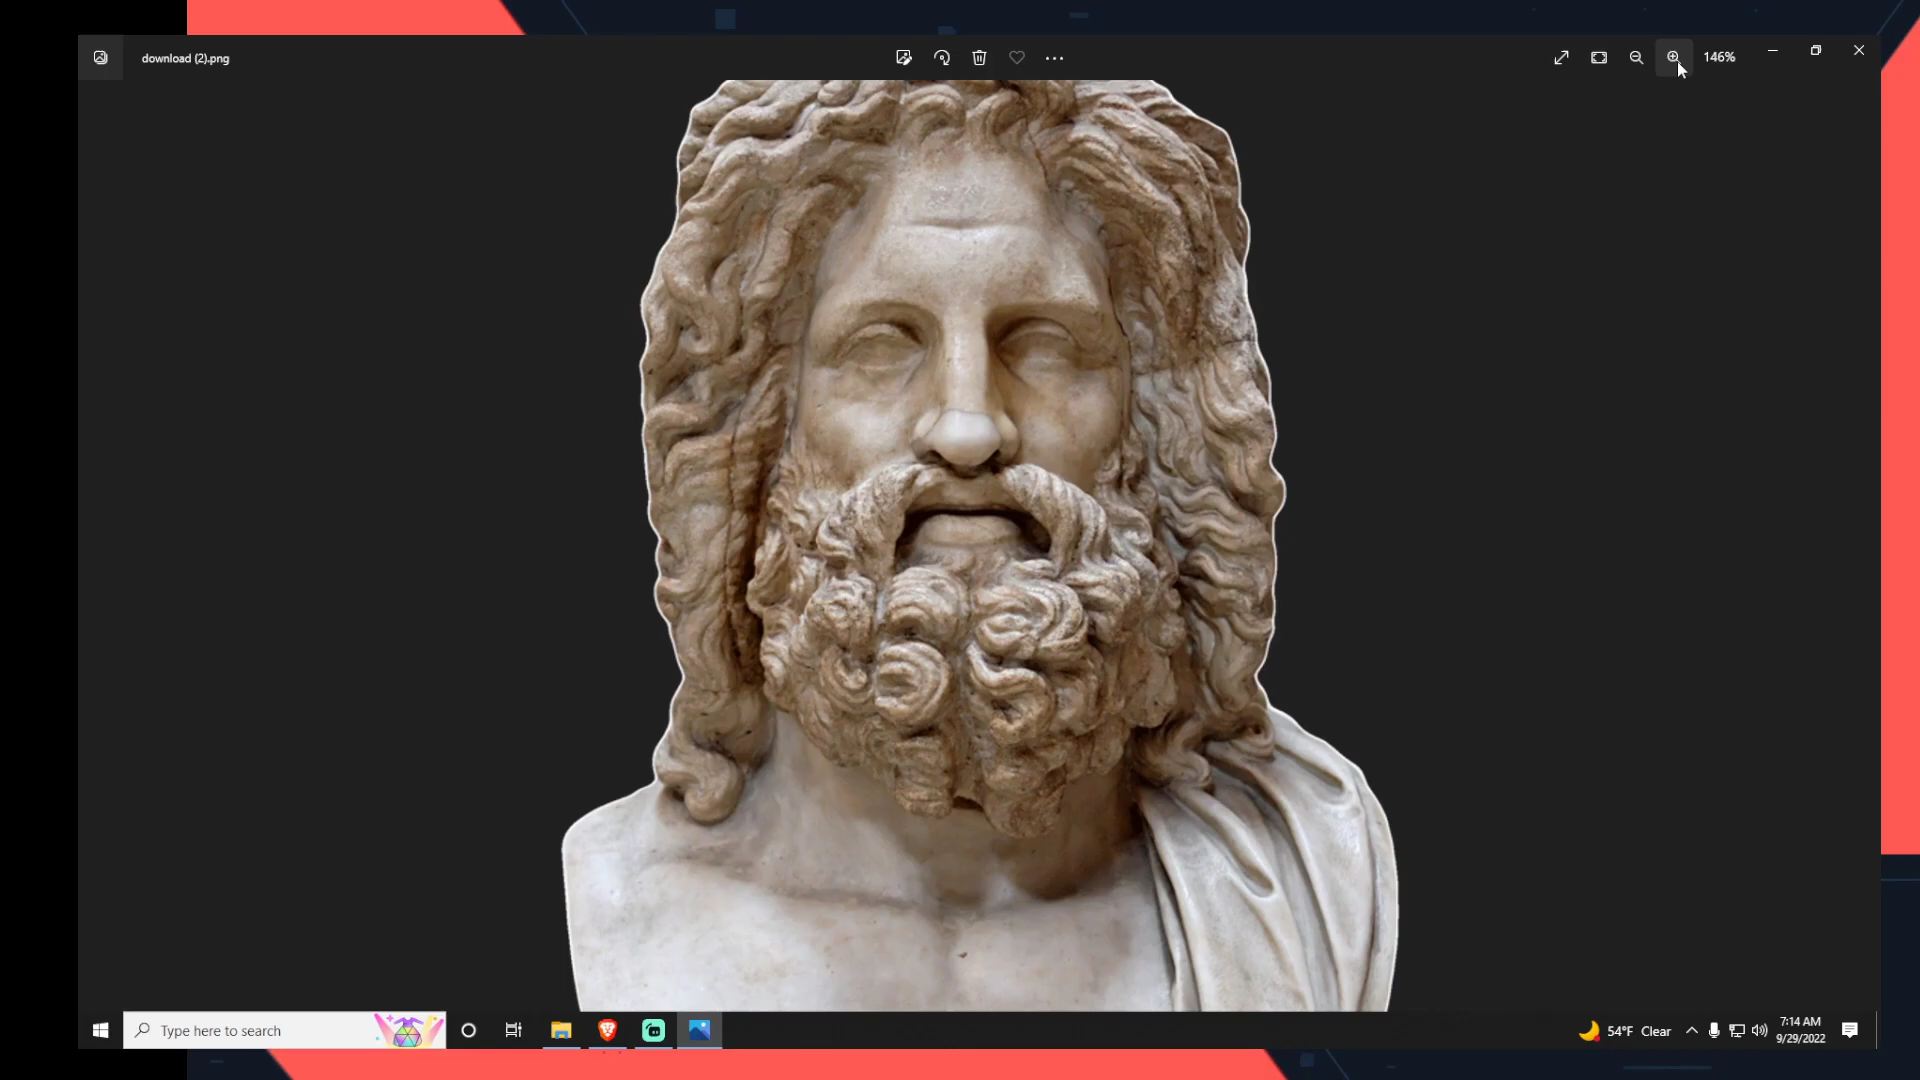 download (2).png
146%
Type here to search
54°F Clear
7:14 AM
9/29/2022